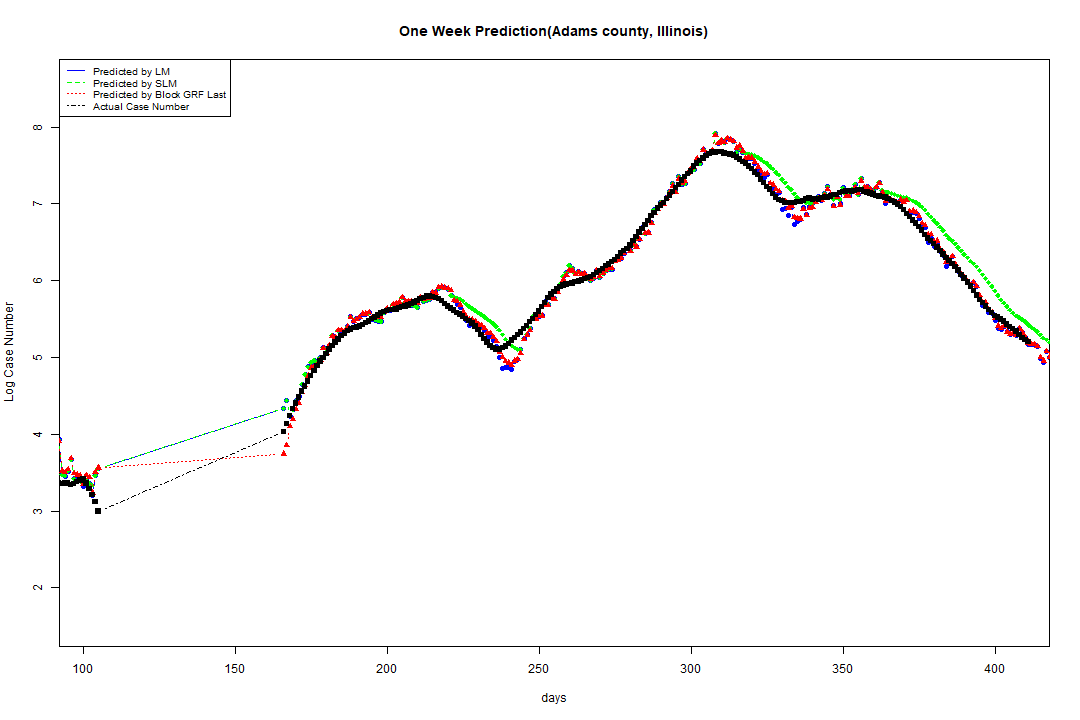 One Week Prediction(Adams county, Illinois)
Predicted by LM
Predicted by SLM
Predicted by Block GRF Last
Actual Case Number
Log Case Number
8
7
6
5
4
3
2
100 150 200 250 300 350 400
days